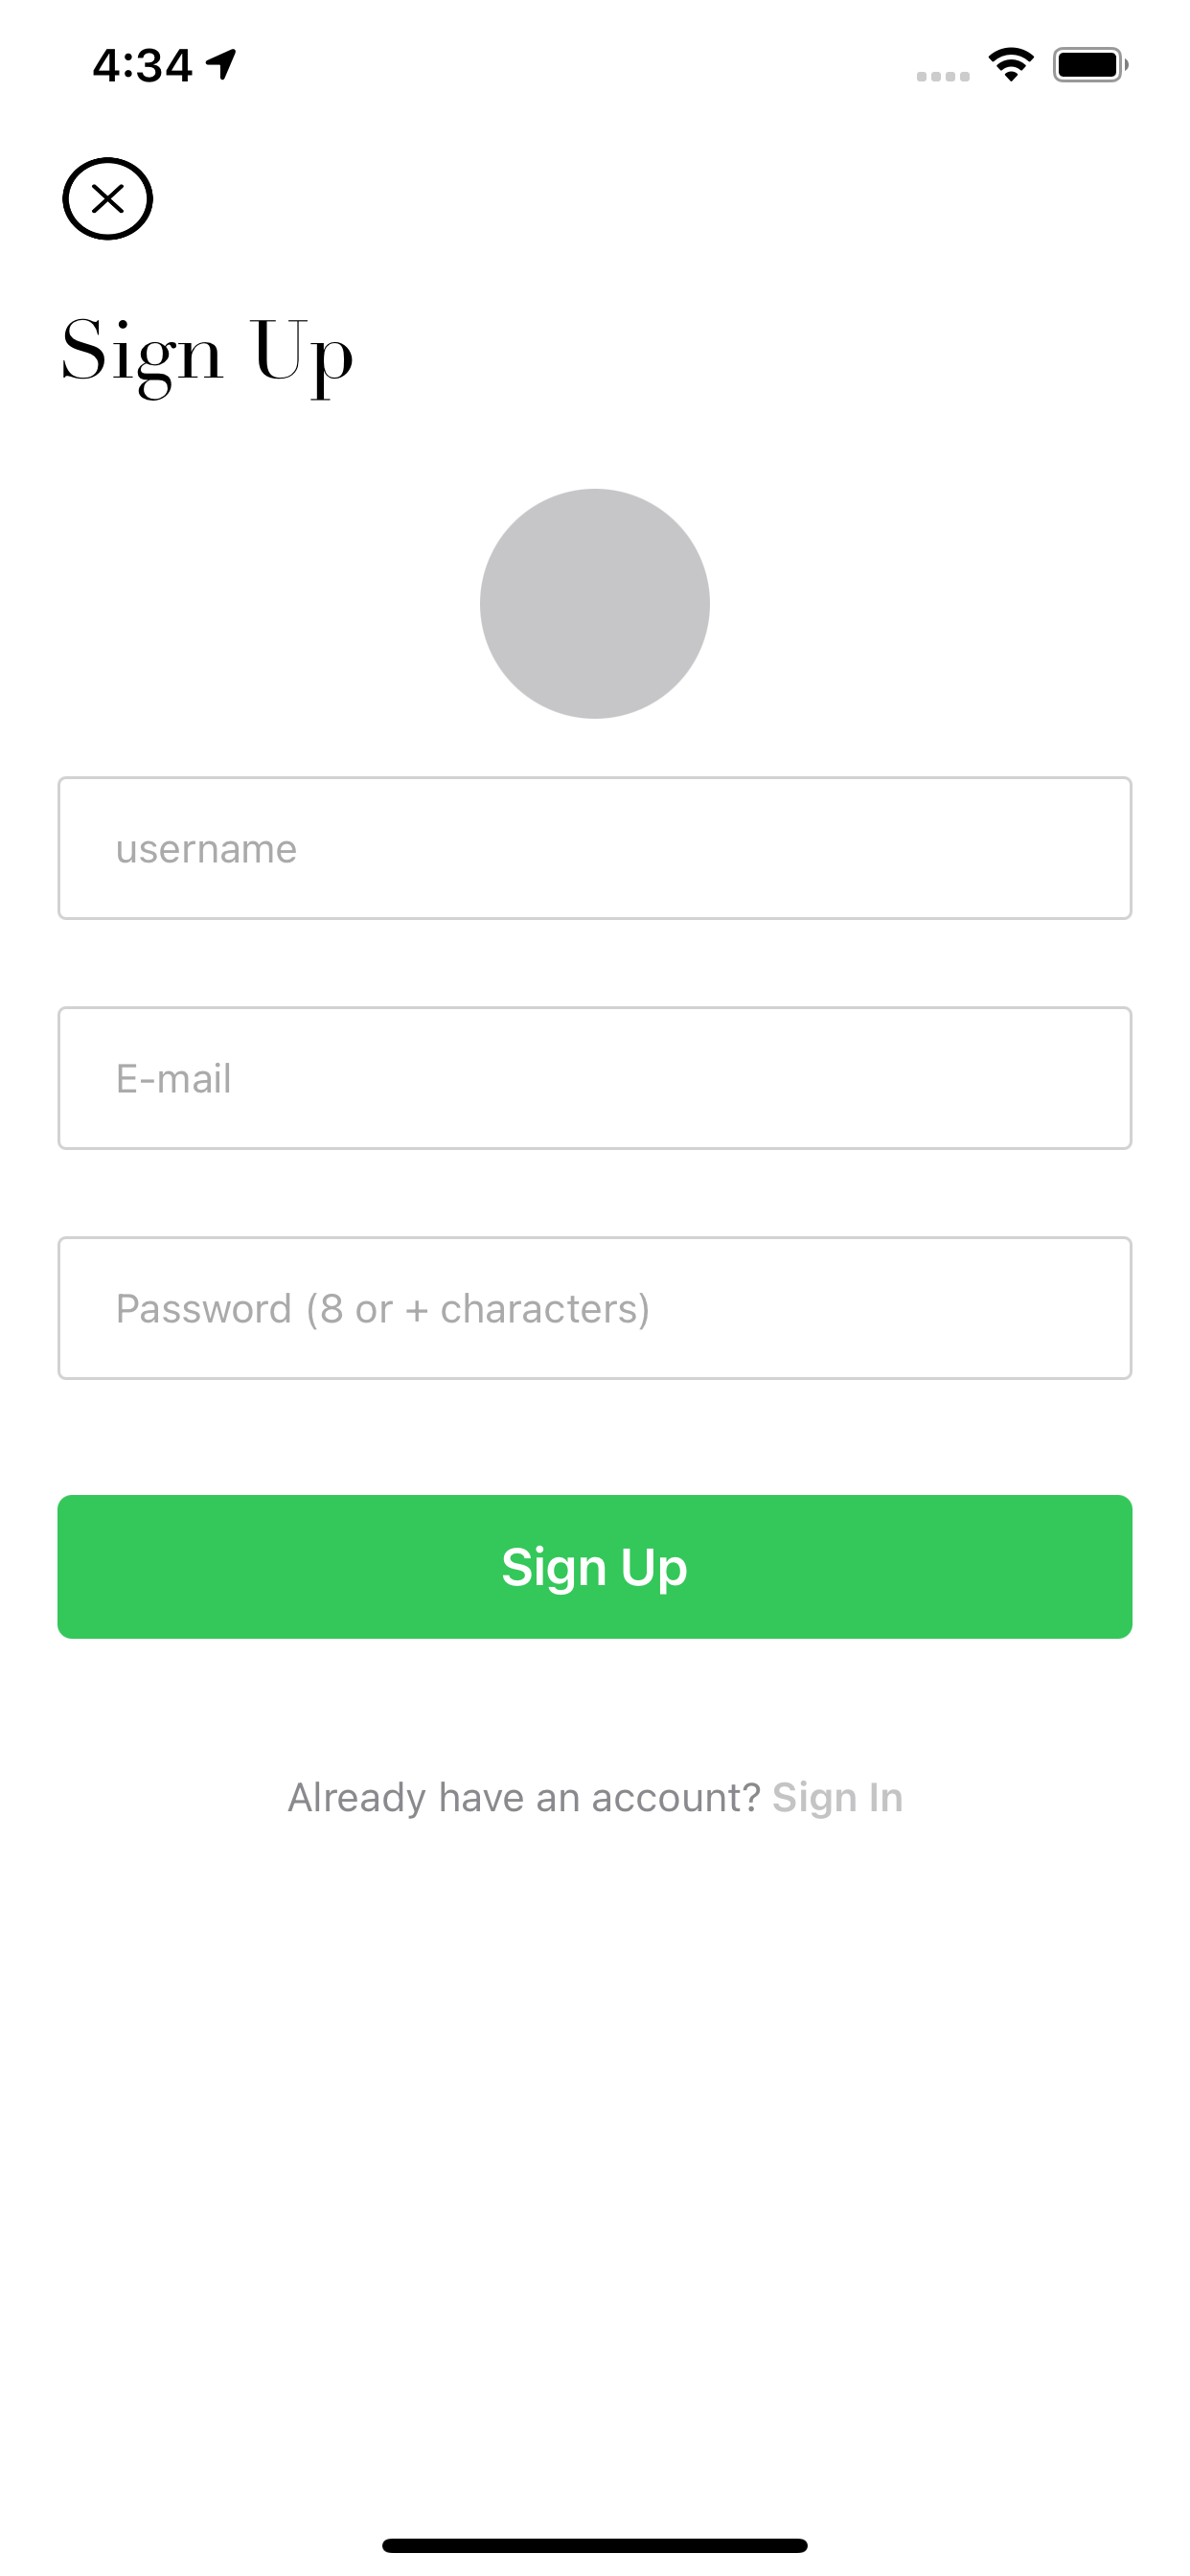 4:34
Sign Up
username
E-mail
Password (8 or + characters)
Sign Up
Already have an account? Sign In